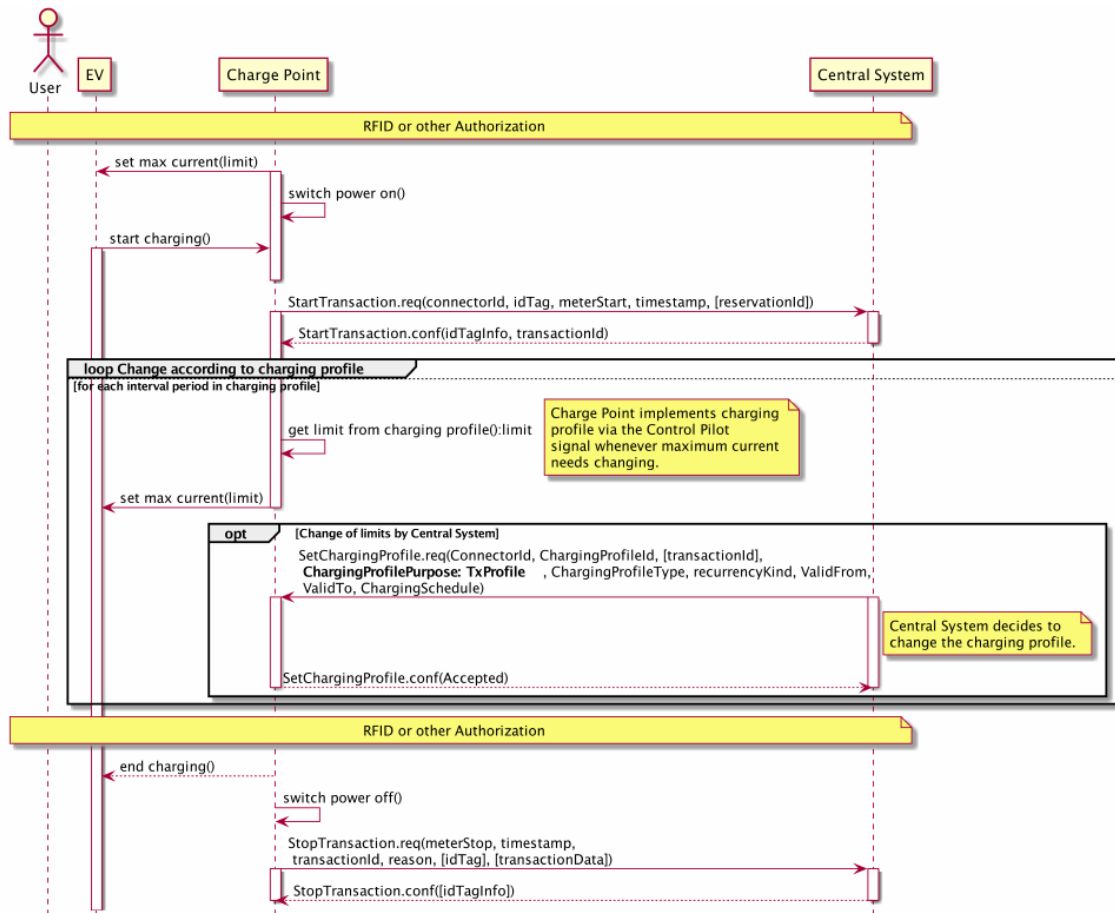 User
EV
Charge Point
Central System
RFID or other Authorization
set max current(limit)
switch power on()
start charging()
StartTransaction.req(connectorId, idTag, meterStart, timestamp, [reservationId])
StartTransaction.conf(idTagInfo, transactionId)
loop Change according to charging profile
[for each interval period in charging profile]
Charge Point implements charging
profile via the Control Pilot
signal whenever maximum current
needs changing.
get limit from charging profile():limit
set max current(limit)
opt
[Change of limits by Central System]
SetChargingProfile.req(ConnectorId, ChargingProfileId, [transactionId],
ChargingProfilePurpose: TxProfile , ChargingProfileType, recurrencyKind, ValidFrom,
ValidTo, ChargingSchedule)
Central System decides to
change the charging profile.
SetChargingProfile.conf(Accepted)
RFID or other Authorization
end charging()
switch power off()
StopTransaction.req(meterStop, timestamp,
transactionId, reason, [idTag], [transactionData])
StopTransaction.conf([idTagInfo])